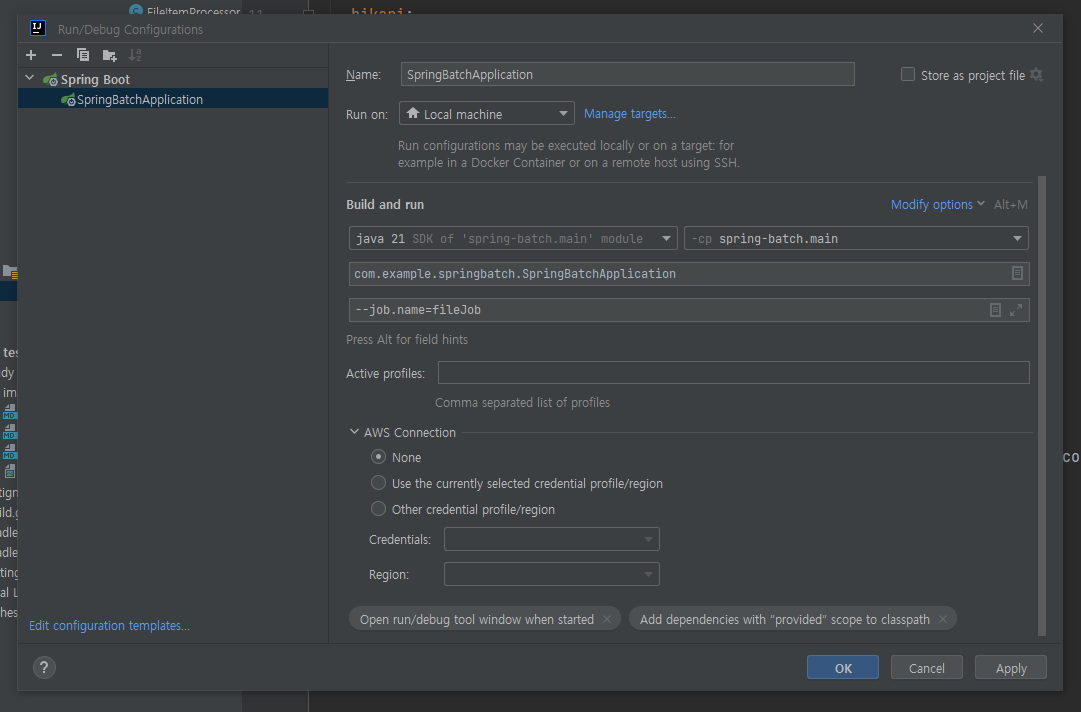 FileItemProcessor
11
hikari:
Run/Debug Configurations
Spring Boot
SpringBatchApplication
Name:
SpringBatchApplication
Store as project file
Run on:
Local machine
Manage targets...
Run configurations may be executed locally or on a target: for
example in a Docker Container or on a remote host using SSH.
Build and run
Modify options
Alt+M
java 21 SDK of 'spring-batch.main' module
-cp spring-batch.main
com.example.springbatch.SpringBatchApplication
--job.name=fileJob
Press Alt for field hints
Active profiles:
Comma separated list of profiles
AWS Connection
None
Use the currently selected credential profile/region
Other credential profile/region
Credentials:
Region:
Open run/debug tool window when started
Add dependencies with "provided" scope to classpath
Edit configuration templates...
?
OK
Cancel
Apply
tes
dy
im
MD
MD
MD
tign
ild.g
adle
adle
ting
al L
hes
co